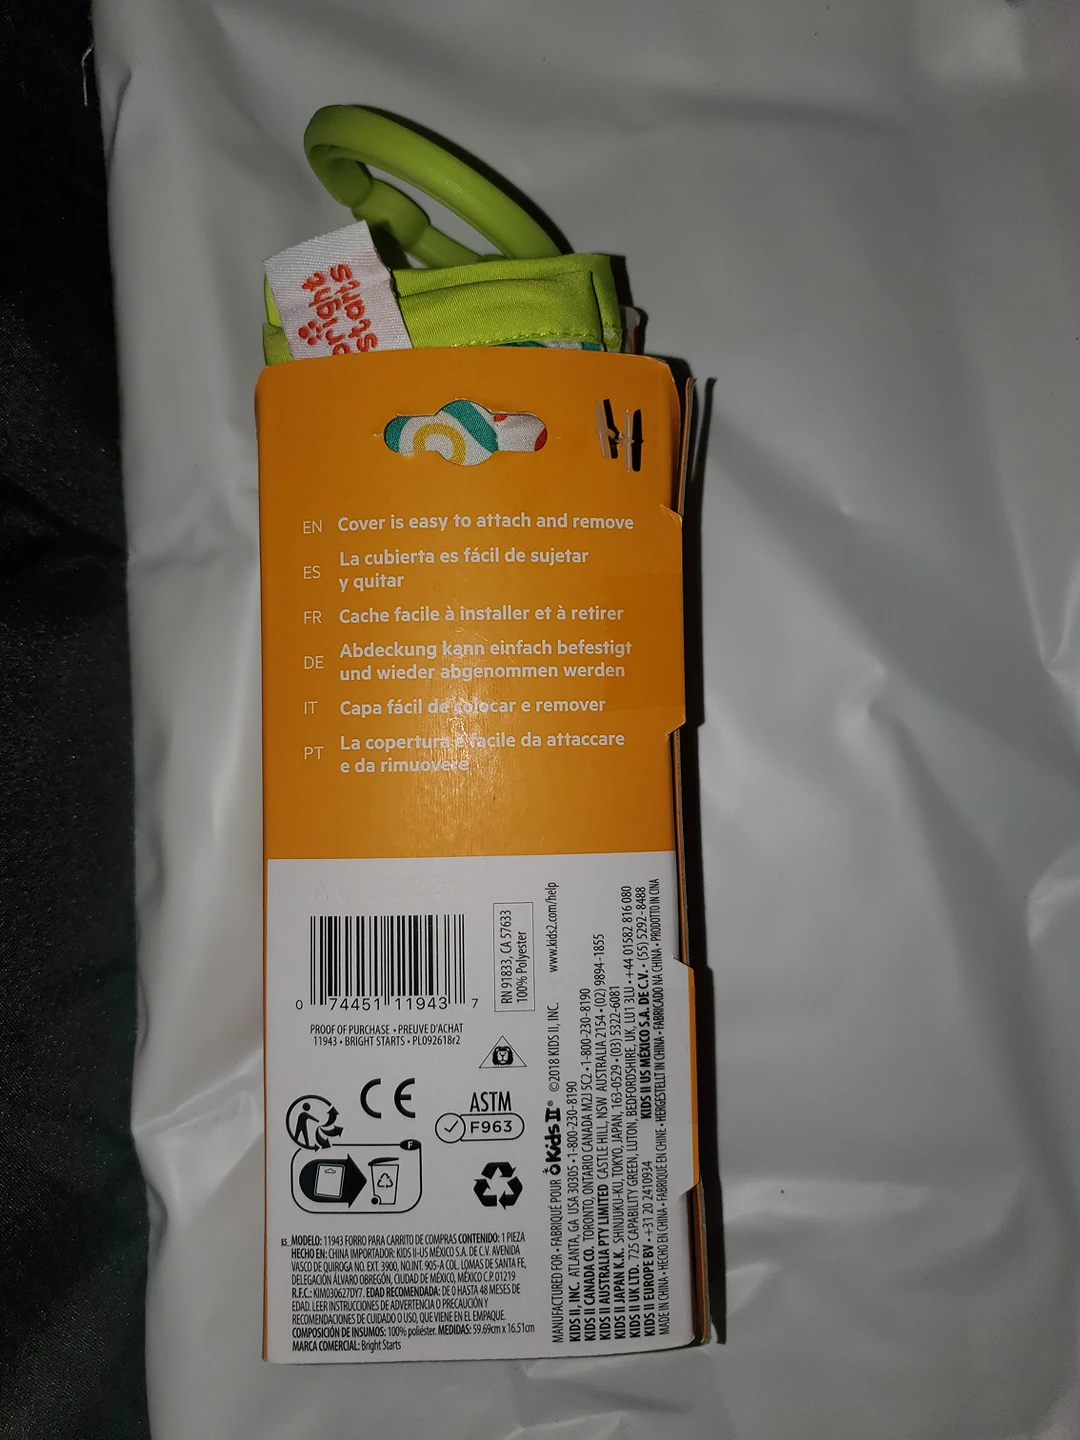 bright
starts
EN Cover is easy to attach and remove
ES La cubierta es fácil de sujetar
y quitar
FR Cache facile à installer et à retirer
DE Abdeckung kann einfach befestigt
und wieder abgenommen werden
IT Capa fácil de colocar e remover
PT La copertura è facile da attaccare
e da rimuovere
0 74451 11943 7
PROOF OF PURCHASE • PREUVE D'ACHAT
11943 • BRIGHT STARTS • PL092618r2
RN 91833, CA 57633
100% Polyester
www.kids2.com/help
CE
ASTM
F963
F
ES_MODELO: 11943 FORRO PARA CARRITO DE COMPRAS CONTENIDO: 1 PIEZA
HECHO EN: CHINA IMPORTADOR: KIDS II-US MÉXICO S.A. DE C.V. AVENIDA
VASCO DE QUIROGA NO. EXT. 3900, NO.INT. 905-A COL. LOMAS DE SANTA FE,
DELEGACIÓN ÁLVARO OBREGÓN, CIUDAD DE MÉXICO, MÉXICO C.P. 01219
R.F.C.: KIM030627DY7. EDAD RECOMENDADA: DE 0 HASTA 48 MESES DE
EDAD. LEER INSTRUCCIONES DE ADVERTENCIA O PRECAUCIÓN Y
RECOMENDACIONES DE CUIDADO O USO, QUE VIENE EN EL EMPAQUE.
COMPOSICIÓN DE INSUMOS: 100% poliéster. MEDIDAS: 59.69cm x 16.51cm
MARCA COMERCIAL: Bright Starts
MANUFACTURED FOR • FABRIQUÉ POUR Kids II® ©2018 KIDS II, INC.
KIDS II, INC. ATLANTA, GA USA 30305 • 1-800-230-8190
KIDS II CANADA CO. TORONTO, ONTARIO CANADA M2J 5C2 • 1-800-230-8190
KIDS II AUSTRALIA PTY LIMITED CASTLE HILL, NSW AUSTRALIA 2154 • (02) 9894-1855
KIDS II JAPAN K.K. SHINJUKU-KU, TOKYO, JAPAN, 163-0529 • (03) 5322-6081
KIDS II UK LTD. 725 CAPABILITY GREEN, LUTON, BEDFORDSHIRE, UK, LU1 3LU • +44 01582 816 080
KIDS II EUROPE BV • +31 20 2410934 KIDS II US MÉXICO S.A. DE C.V. • (55) 5292-8488
MADE IN CHINA • HECHO EN CHINA • FABRIQUÉ EN CHINE • HERGESTELLT IN CHINA • FABRICADO NA CHINA • PRODOTTO IN CINA